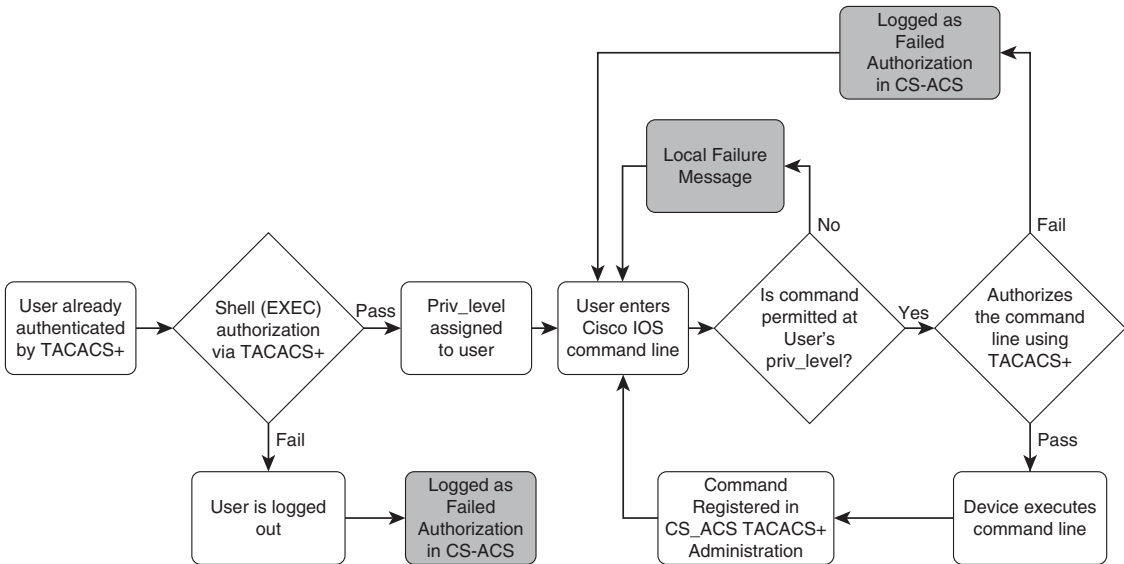 Logged as
Failed
Authorization
in CS-ACS
Local Failure
Message
No
Fail
User already
authenticated
by TACACS+
Shell (EXEC)
authorization
via TACACS+
Pass
Priv_level
assigned
to user
User enters
Cisco IOS
command line
Is command
permitted at
User's
priv_level?
Yes
Authorizes
the command
line using
TACACS+
Fail
Pass
User is logged
out
Logged as
Failed
Authorization
in CS-ACS
Command
Registered in
CS_ACS TACACS+
Administration
Device executes
command line